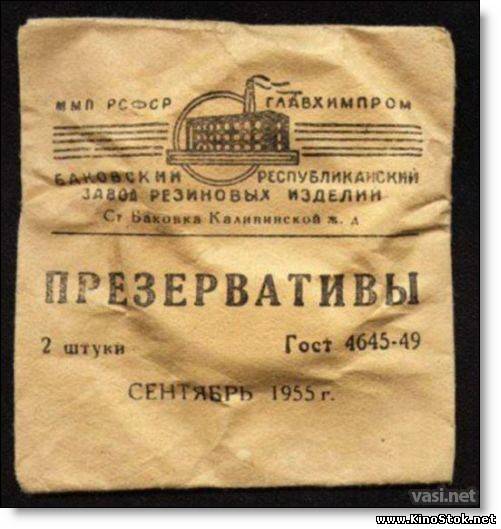 ММП РСФСР ГЛАВХИМПРОМ
БАКОВСКИЙ РЕСПУБЛИКАНСКИЙ
ЗАВОД РЕЗИНОВЫХ ИЗДЕЛИЙ
Ст Баковка Калининской ж. д
ПРЕЗЕРВАТИВЫ
2 штуки Гост 4645-49
СЕНТЯБРЬ 1955 г.
vasi.net
www.KinoStok.net